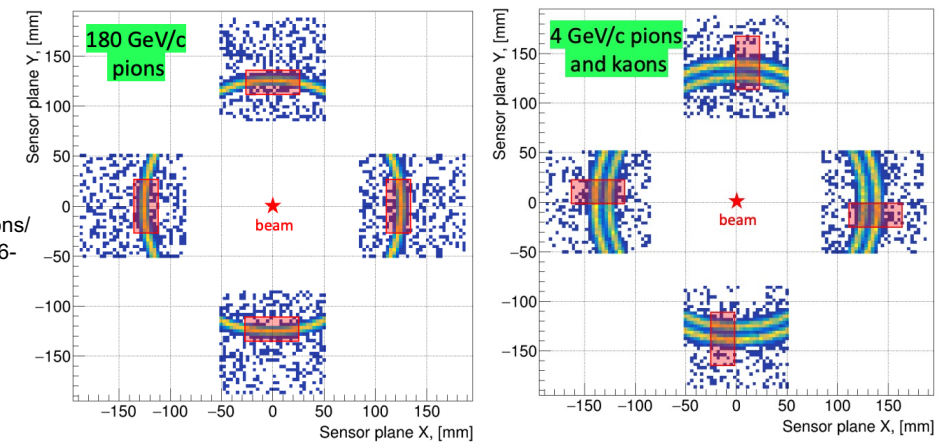 ons/
6-
180 GeV/c
pions
Sensor plane Y, [mm]
150
100
50
0
−50
−100
−150
beam
−150 −100 −50 0 50 100 150
Sensor plane X, [mm]
4 GeV/c pions
and kaons
Sensor plane Y, [mm]
150
100
50
0
−50
−100
−150
beam
−150 −100 −50 0 50 100 150
Sensor plane X, [mm]